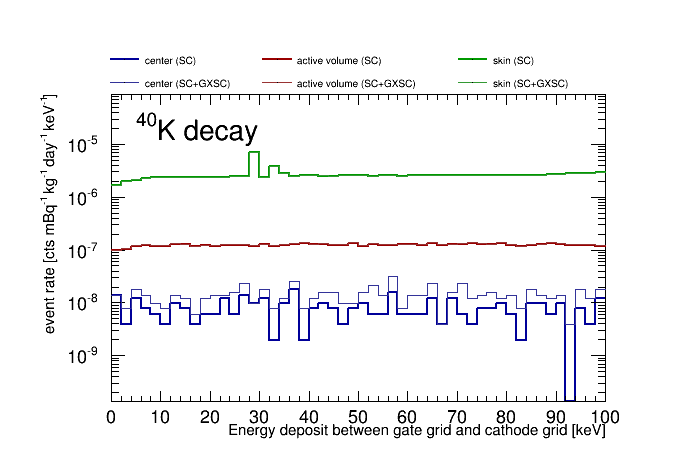 center (SC) active volume (SC) skin (SC)
center (SC+GXSC) active volume (SC+GXSC) skin (SC+GXSC)
event rate [cts mBq⁻¹ kg⁻¹ day⁻¹ keV⁻¹]
⁴⁰K decay
10⁻⁵
10⁻⁶
10⁻⁷
10⁻⁸
10⁻⁹
0 10 20 30 40 50 60 70 80 90 100
Energy deposit between gate grid and cathode grid [keV]